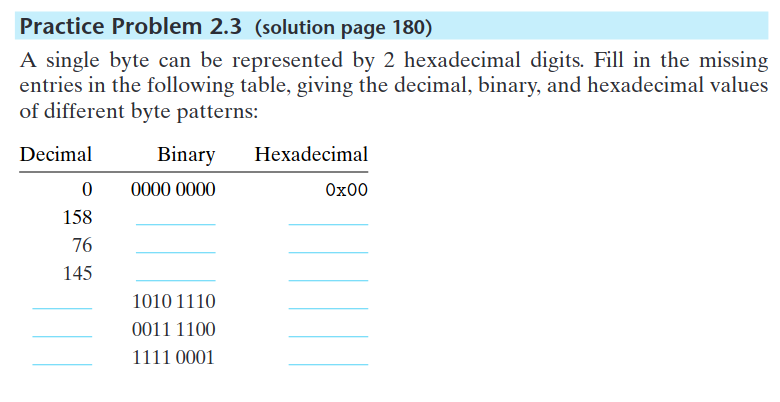 Practice Problem 2.3 (solution page 180)
A single byte can be represented by 2 hexadecimal digits. Fill in the missing
entries in the following table, giving the decimal, binary, and hexadecimal values
of different byte patterns:
Decimal Binary Hexadecimal
0 0000 0000 0x00
158
76
145
1010 1110
0011 1100
1111 0001